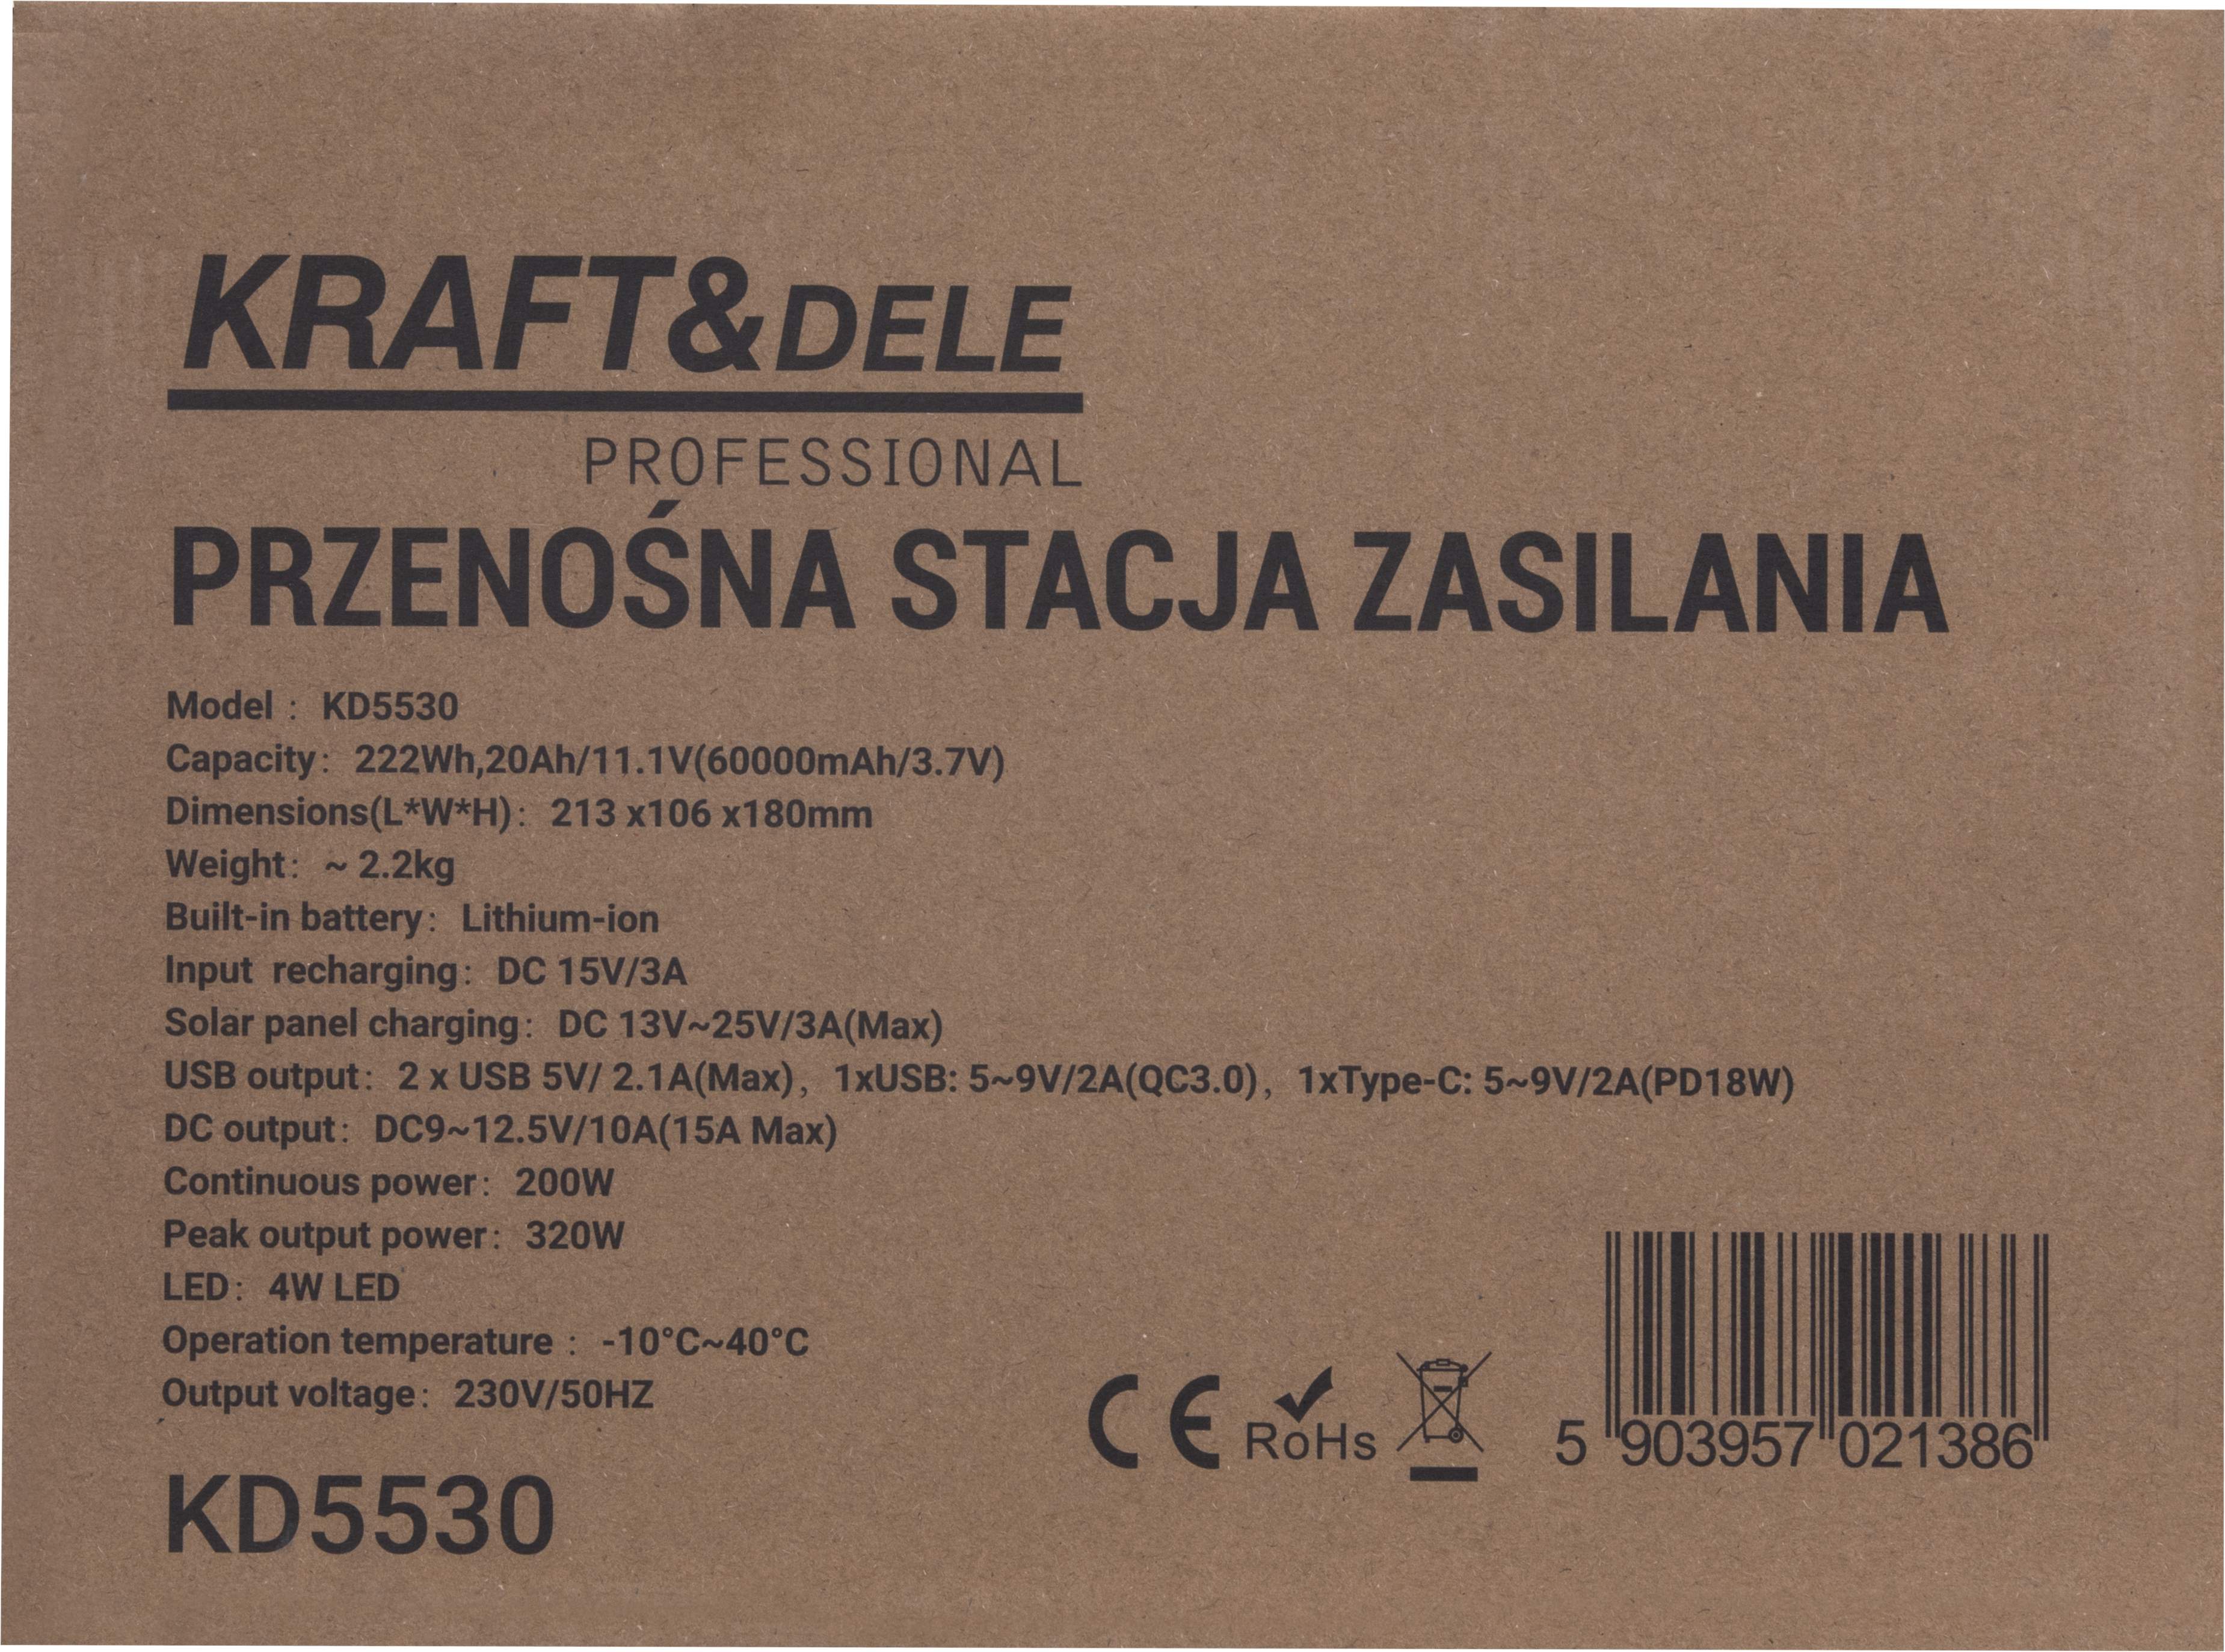 KRAFT&DELE
PROFESSIONAL
PRZENOŚNA STACJA ZASILANIA
Model : KD5530
Capacity: 222Wh,20Ah/11.1V(60000mAh/3.7V)
Dimensions(L*W*H): 213 x106 x180mm
Weight: ~ 2.2kg
Built-in battery: Lithium-ion
Input recharging: DC 15V/3A
Solar panel charging: DC 13V~25V/3A(Max)
USB output: 2 x USB 5V/ 2.1A(Max), 1xUSB: 5~9V/2A(QC3.0), 1xType-C: 5~9V/2A(PD18W)
DC output: DC9~12.5V/10A(15A Max)
Continuous power: 200W
Peak output power: 320W
LED: 4W LED
Operation temperature : -10°C~40°C
Output voltage: 230V/50HZ
CE RoHs
5 903957 021386
KD5530